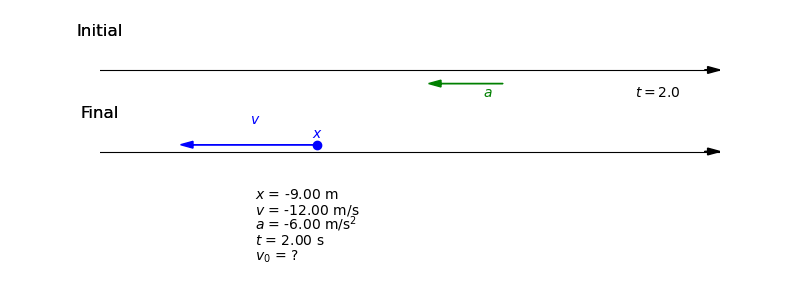 Initial
a
t = 2.0
Final
v
x
x = -9.00 m
v = -12.00 m/s
a = -6.00 m/s²
t = 2.00 s
v₀ = ?